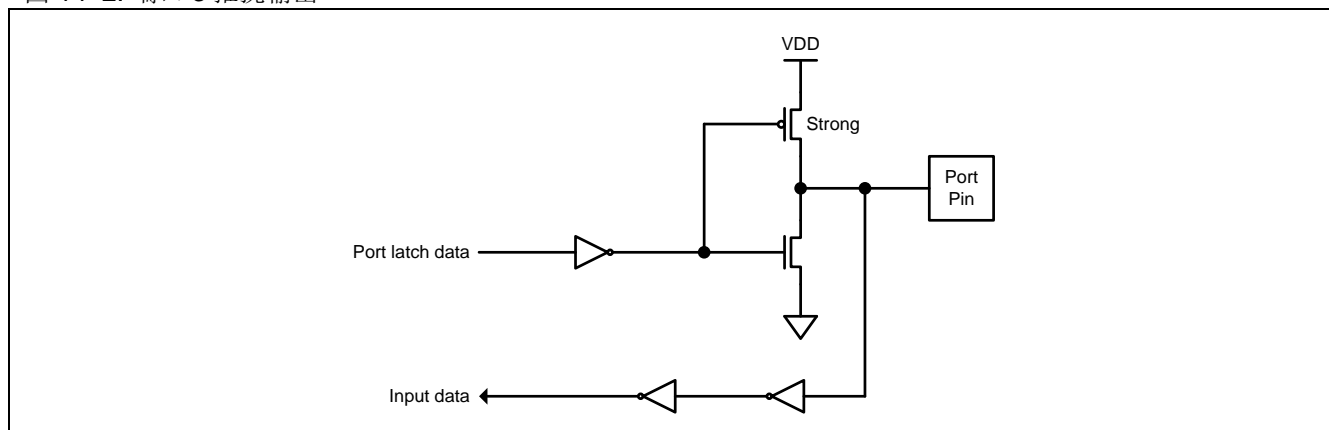 VDD
Strong
Port
Pin
Port latch data
Input data